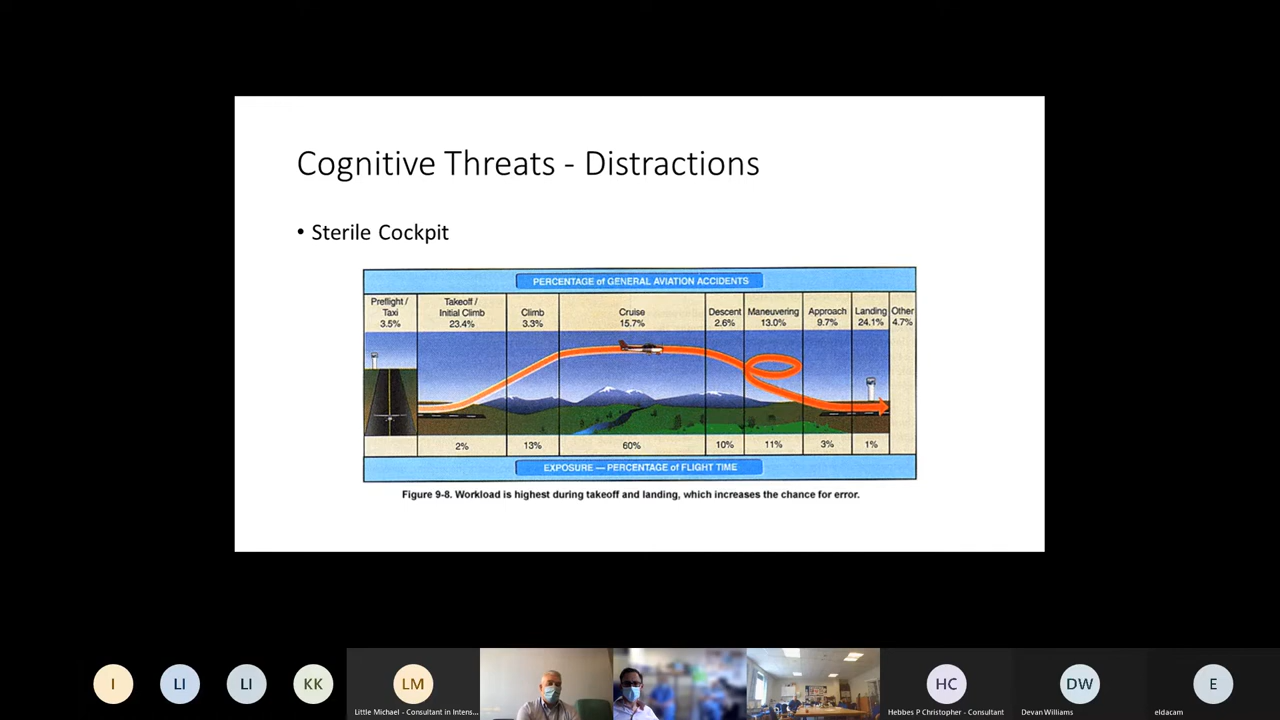 Cognitive Threats - Distractions
• Sterile Cockpit
PERCENTAGE of GENERAL AVIATION ACCIDENTS
Preflight / Taxi 3.5%
Takeoff / Initial Climb 23.4%
Climb 3.3%
Cruise 15.7%
Descent 2.6%
Maneuvering 13.0%
Approach 9.7%
Landing 24.1%
Other 4.7%
2% 13% 60% 10% 11% 3% 1%
EXPOSURE — PERCENTAGE of FLIGHT TIME
Figure 9-8. Workload is highest during takeoff and landing, which increases the chance for error.
I LI LI KK LM HC DW E
Little Michael - Consultant in Intens...
Hebbes P Christopher - Consultant
Devan Williams
eldacam